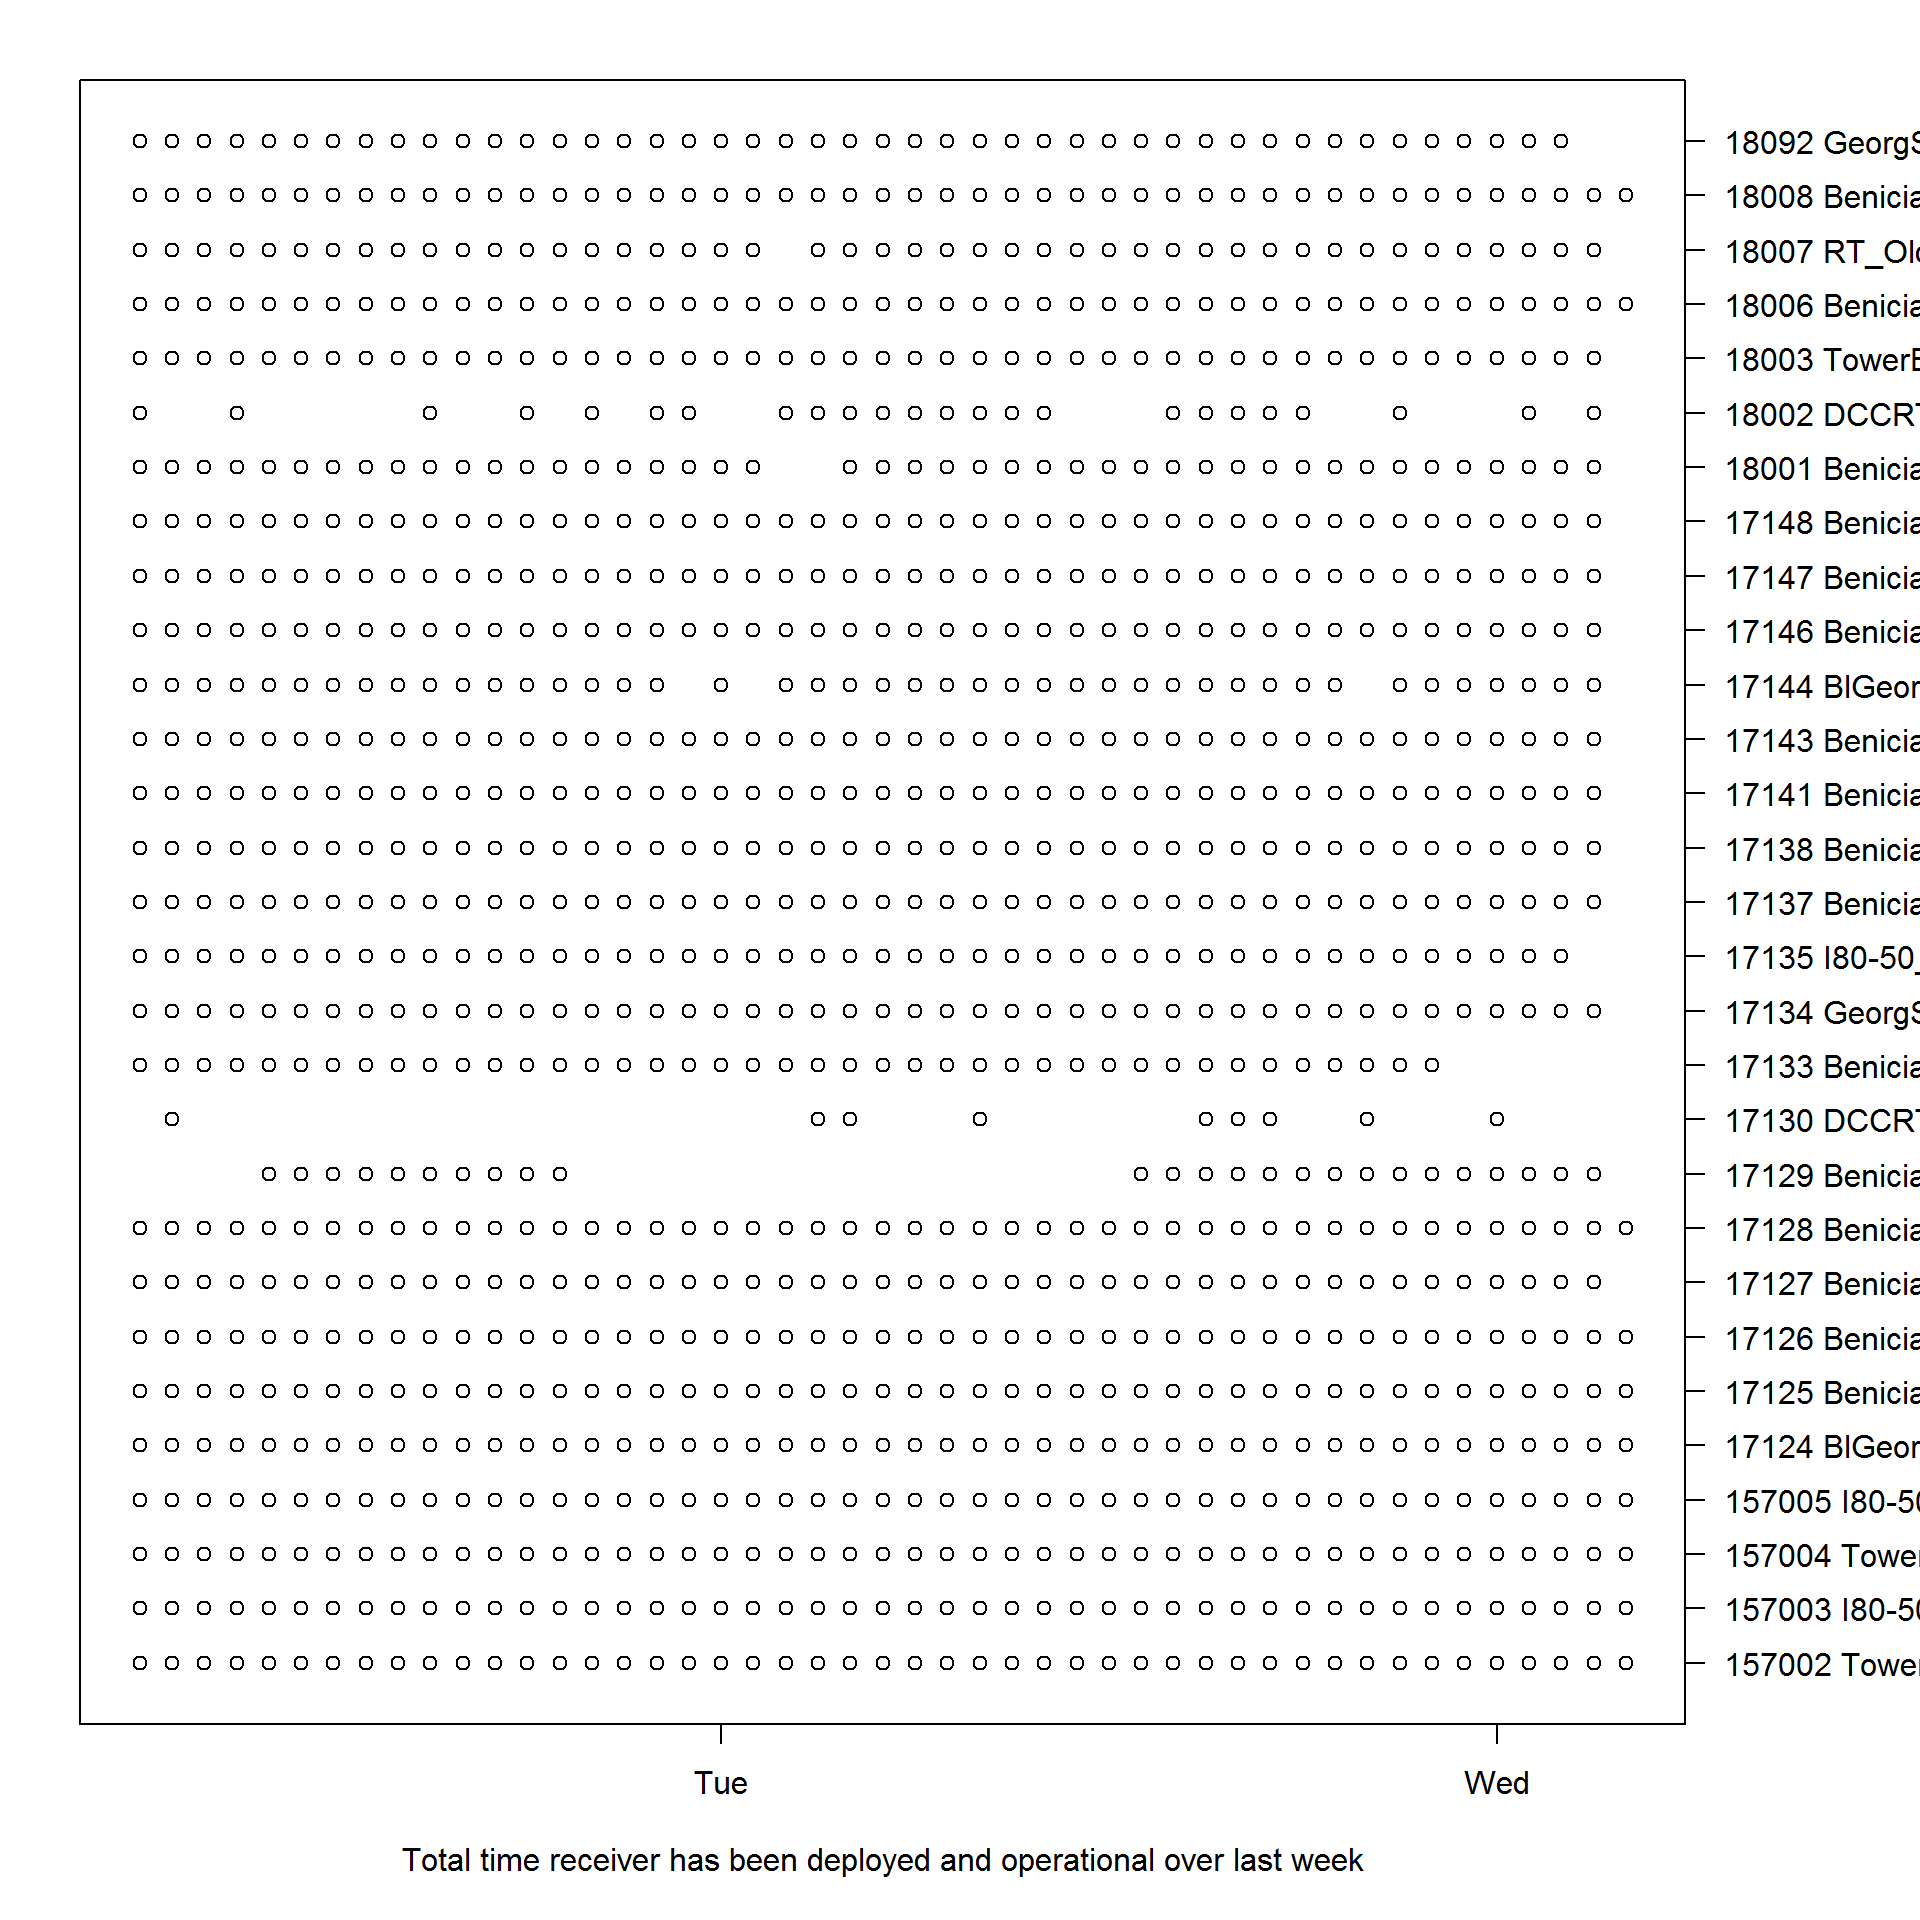 18092 GeorgS
18008 Benicia
18007 RT_Old
18006 Benicia
18003 TowerB
18002 DCCRT
18001 Benicia
17148 Benicia
17147 Benicia
17146 Benicia
17144 BlGeor
17143 Benicia
17141 Benicia
17138 Benicia
17137 Benicia
17135 I80-50_
17134 GeorgS
17133 Benicia
17130 DCCRT
17129 Benicia
17128 Benicia
17127 Benicia
17126 Benicia
17125 Benicia
17124 BlGeor
157005 I80-50
157004 Tower
157003 I80-50
157002 Tower
Tue Wed
Total time receiver has been deployed and operational over last week